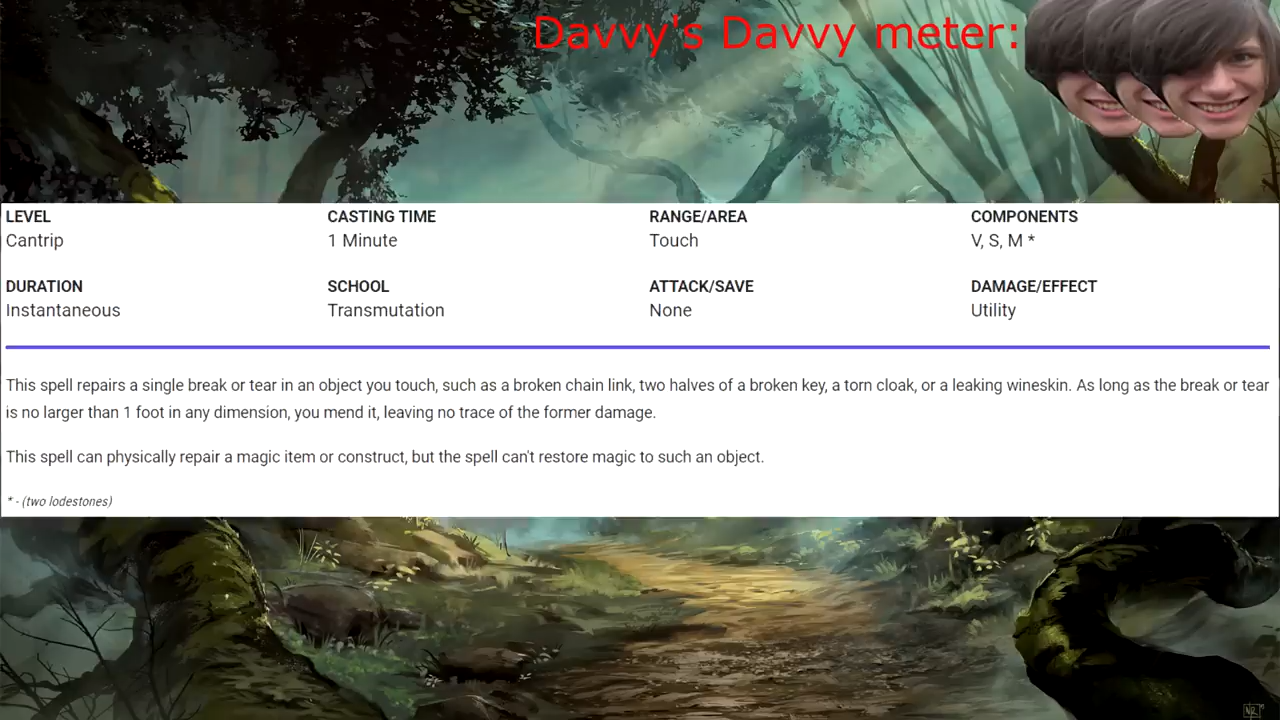 Davvy's Davvy meter:
LEVEL CASTING TIME RANGE/AREA COMPONENTS
Cantrip 1 Minute Touch V, S, M *
DURATION SCHOOL ATTACK/SAVE DAMAGE/EFFECT
Instantaneous Transmutation None Utility
This spell repairs a single break or tear in an object you touch, such as a broken chain link, two halves of a broken key, a torn cloak, or a leaking wineskin. As long as the break or tear
is no larger than 1 foot in any dimension, you mend it, leaving no trace of the former damage.
This spell can physically repair a magic item or construct, but the spell can't restore magic to such an object.
* - (two lodestones)